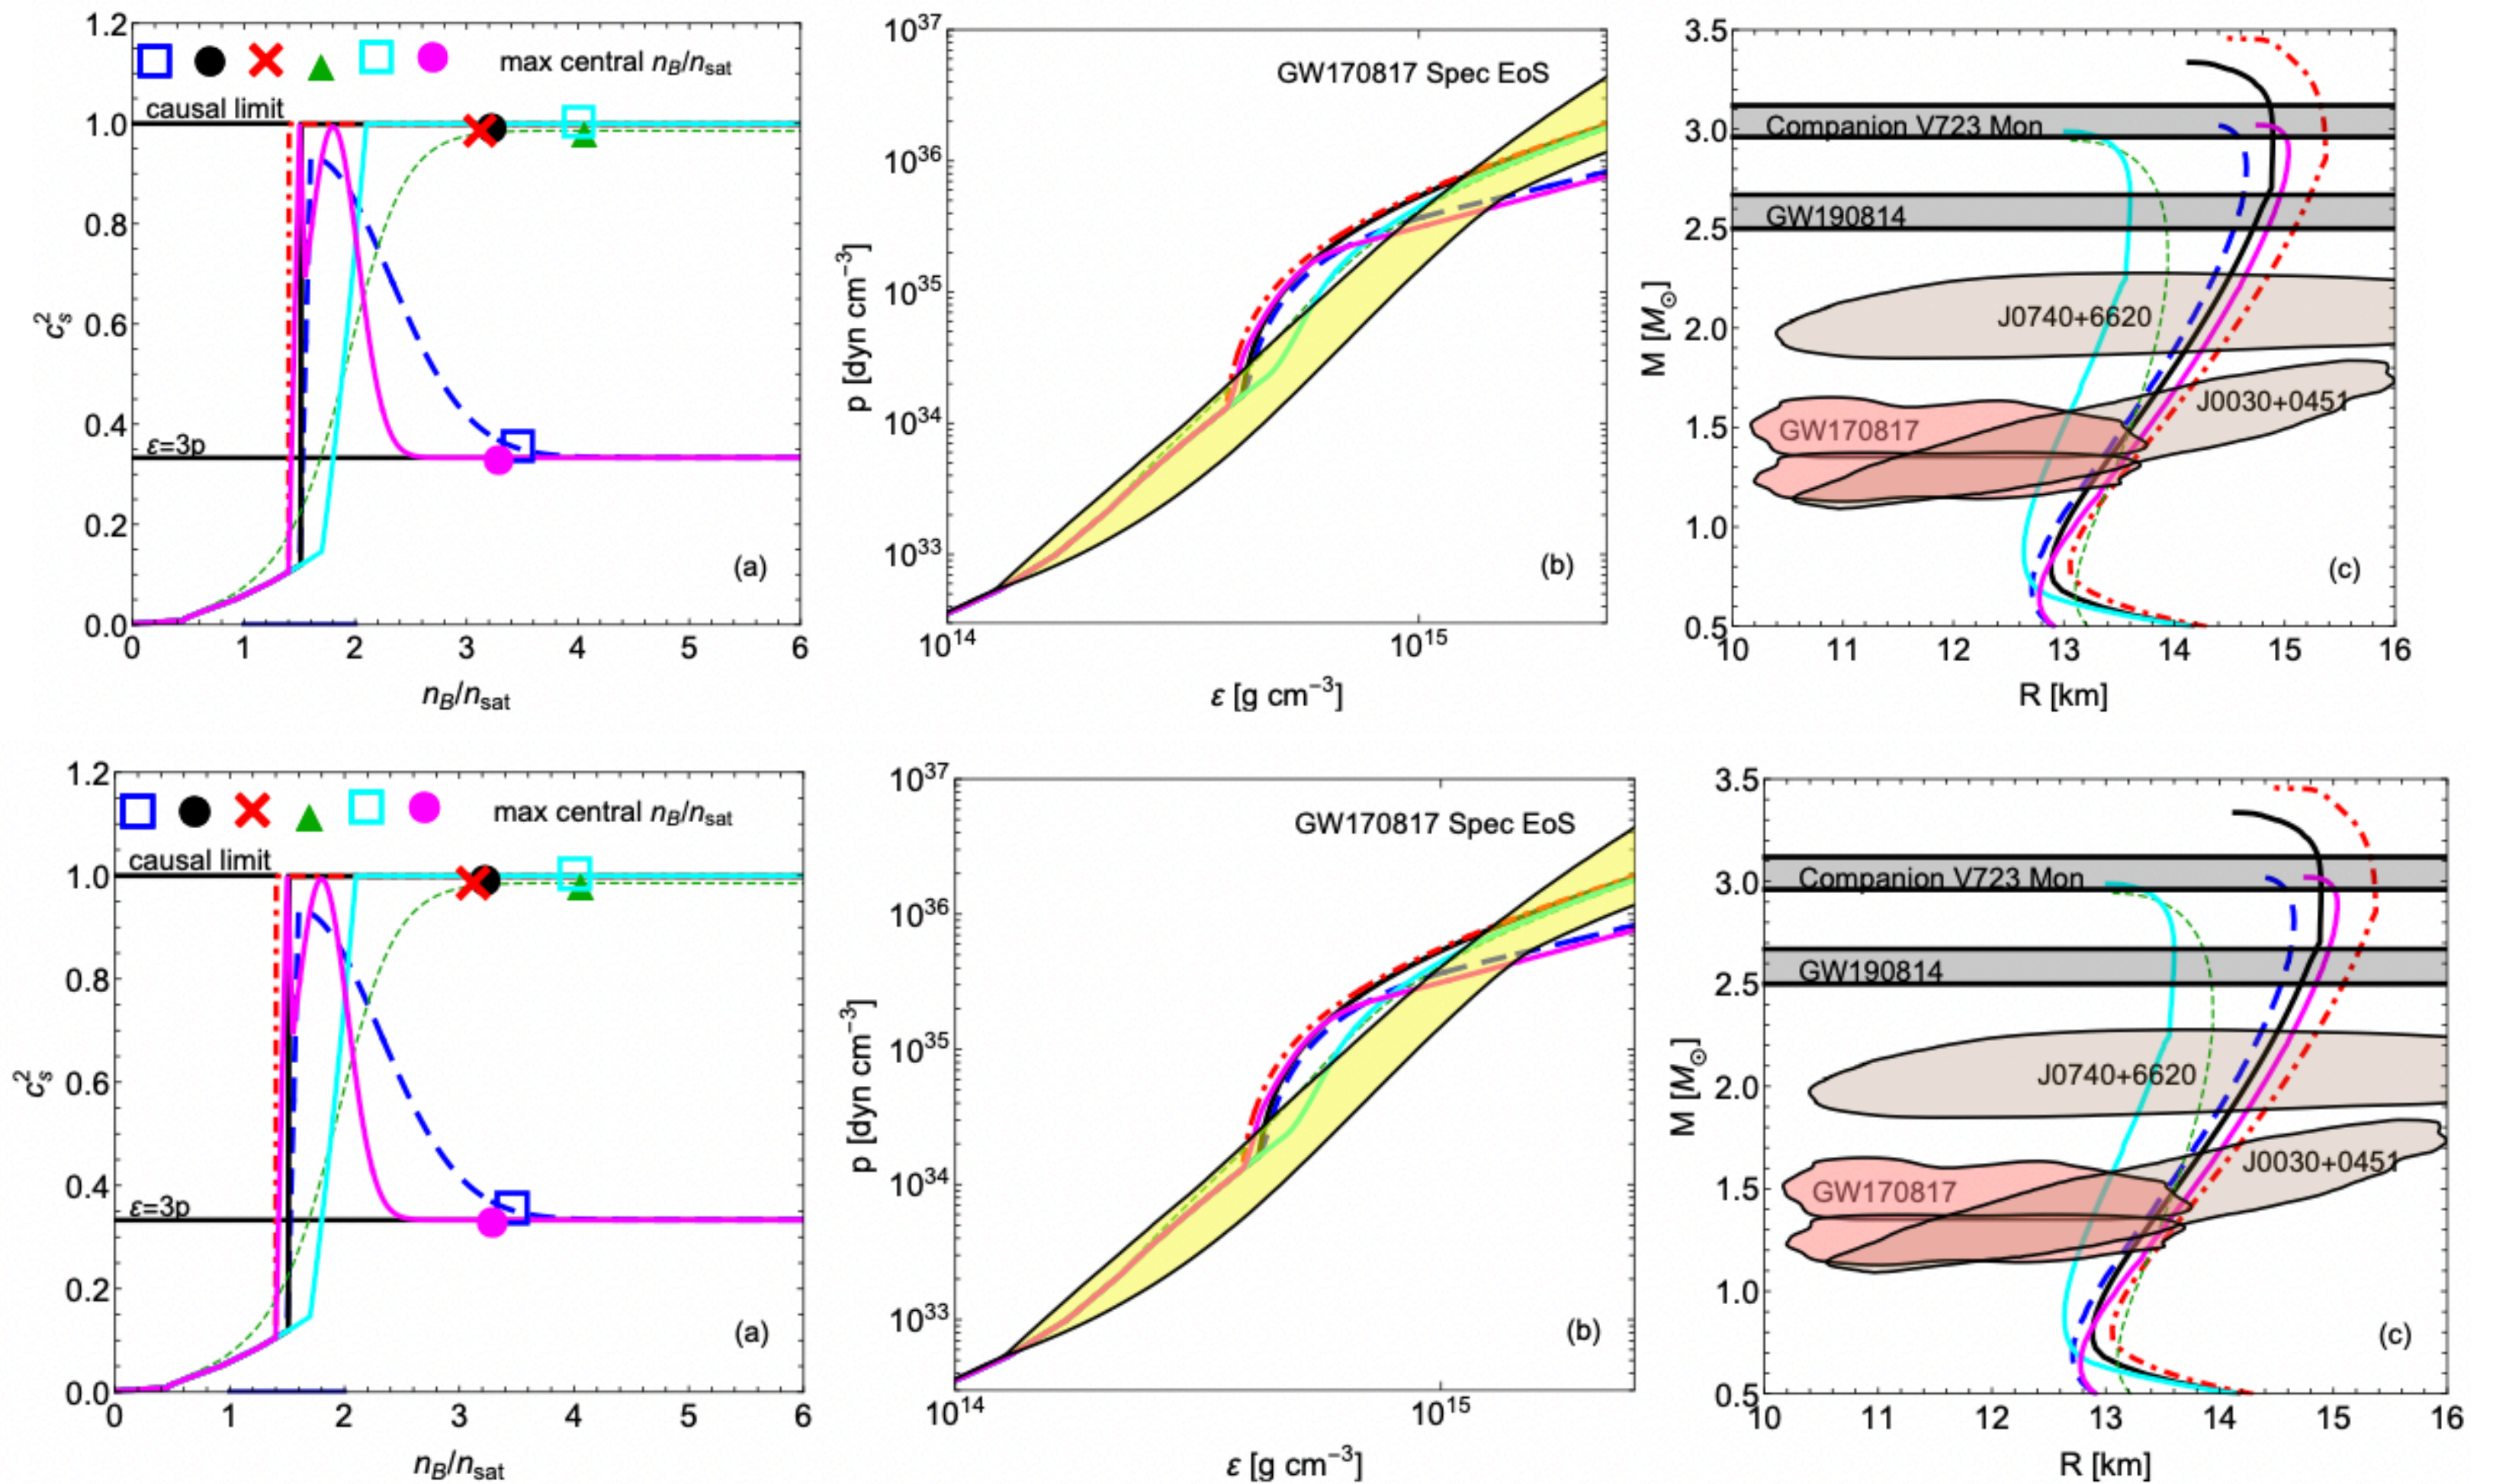 1.2
max central n_B/n_sat
causal limit
1.0
0.8
c_s^2
0.6
0.4
ε=3p
0.2
(a)
0.0
0 1 2 3 4 5 6
n_B/n_sat
10^37
GW170817 Spec EoS
10^36
p [dyn cm^−3]
10^35
10^34
10^33
(b)
10^14 10^15
ε [g cm^−3]
3.5
3.0
Companion V723 Mon
GW190814
2.5
M [M_⊙]
J0740+6620
2.0
J0030+0451
1.5
GW170817
1.0
(c)
0.5
10 11 12 13 14 15 16
R [km]
1.2
max central n_B/n_sat
causal limit
1.0
0.8
c_s^2
0.6
0.4
ε=3p
0.2
(a)
0.0
0 1 2 3 4 5 6
n_B/n_sat
10^37
GW170817 Spec EoS
10^36
p [dyn cm^−3]
10^35
10^34
10^33
(b)
10^14 10^15
ε [g cm^−3]
3.5
3.0
Companion V723 Mon
GW190814
2.5
M [M_⊙]
J0740+6620
2.0
J0030+0451
1.5
GW170817
1.0
(c)
0.5
10 11 12 13 14 15 16
R [km]